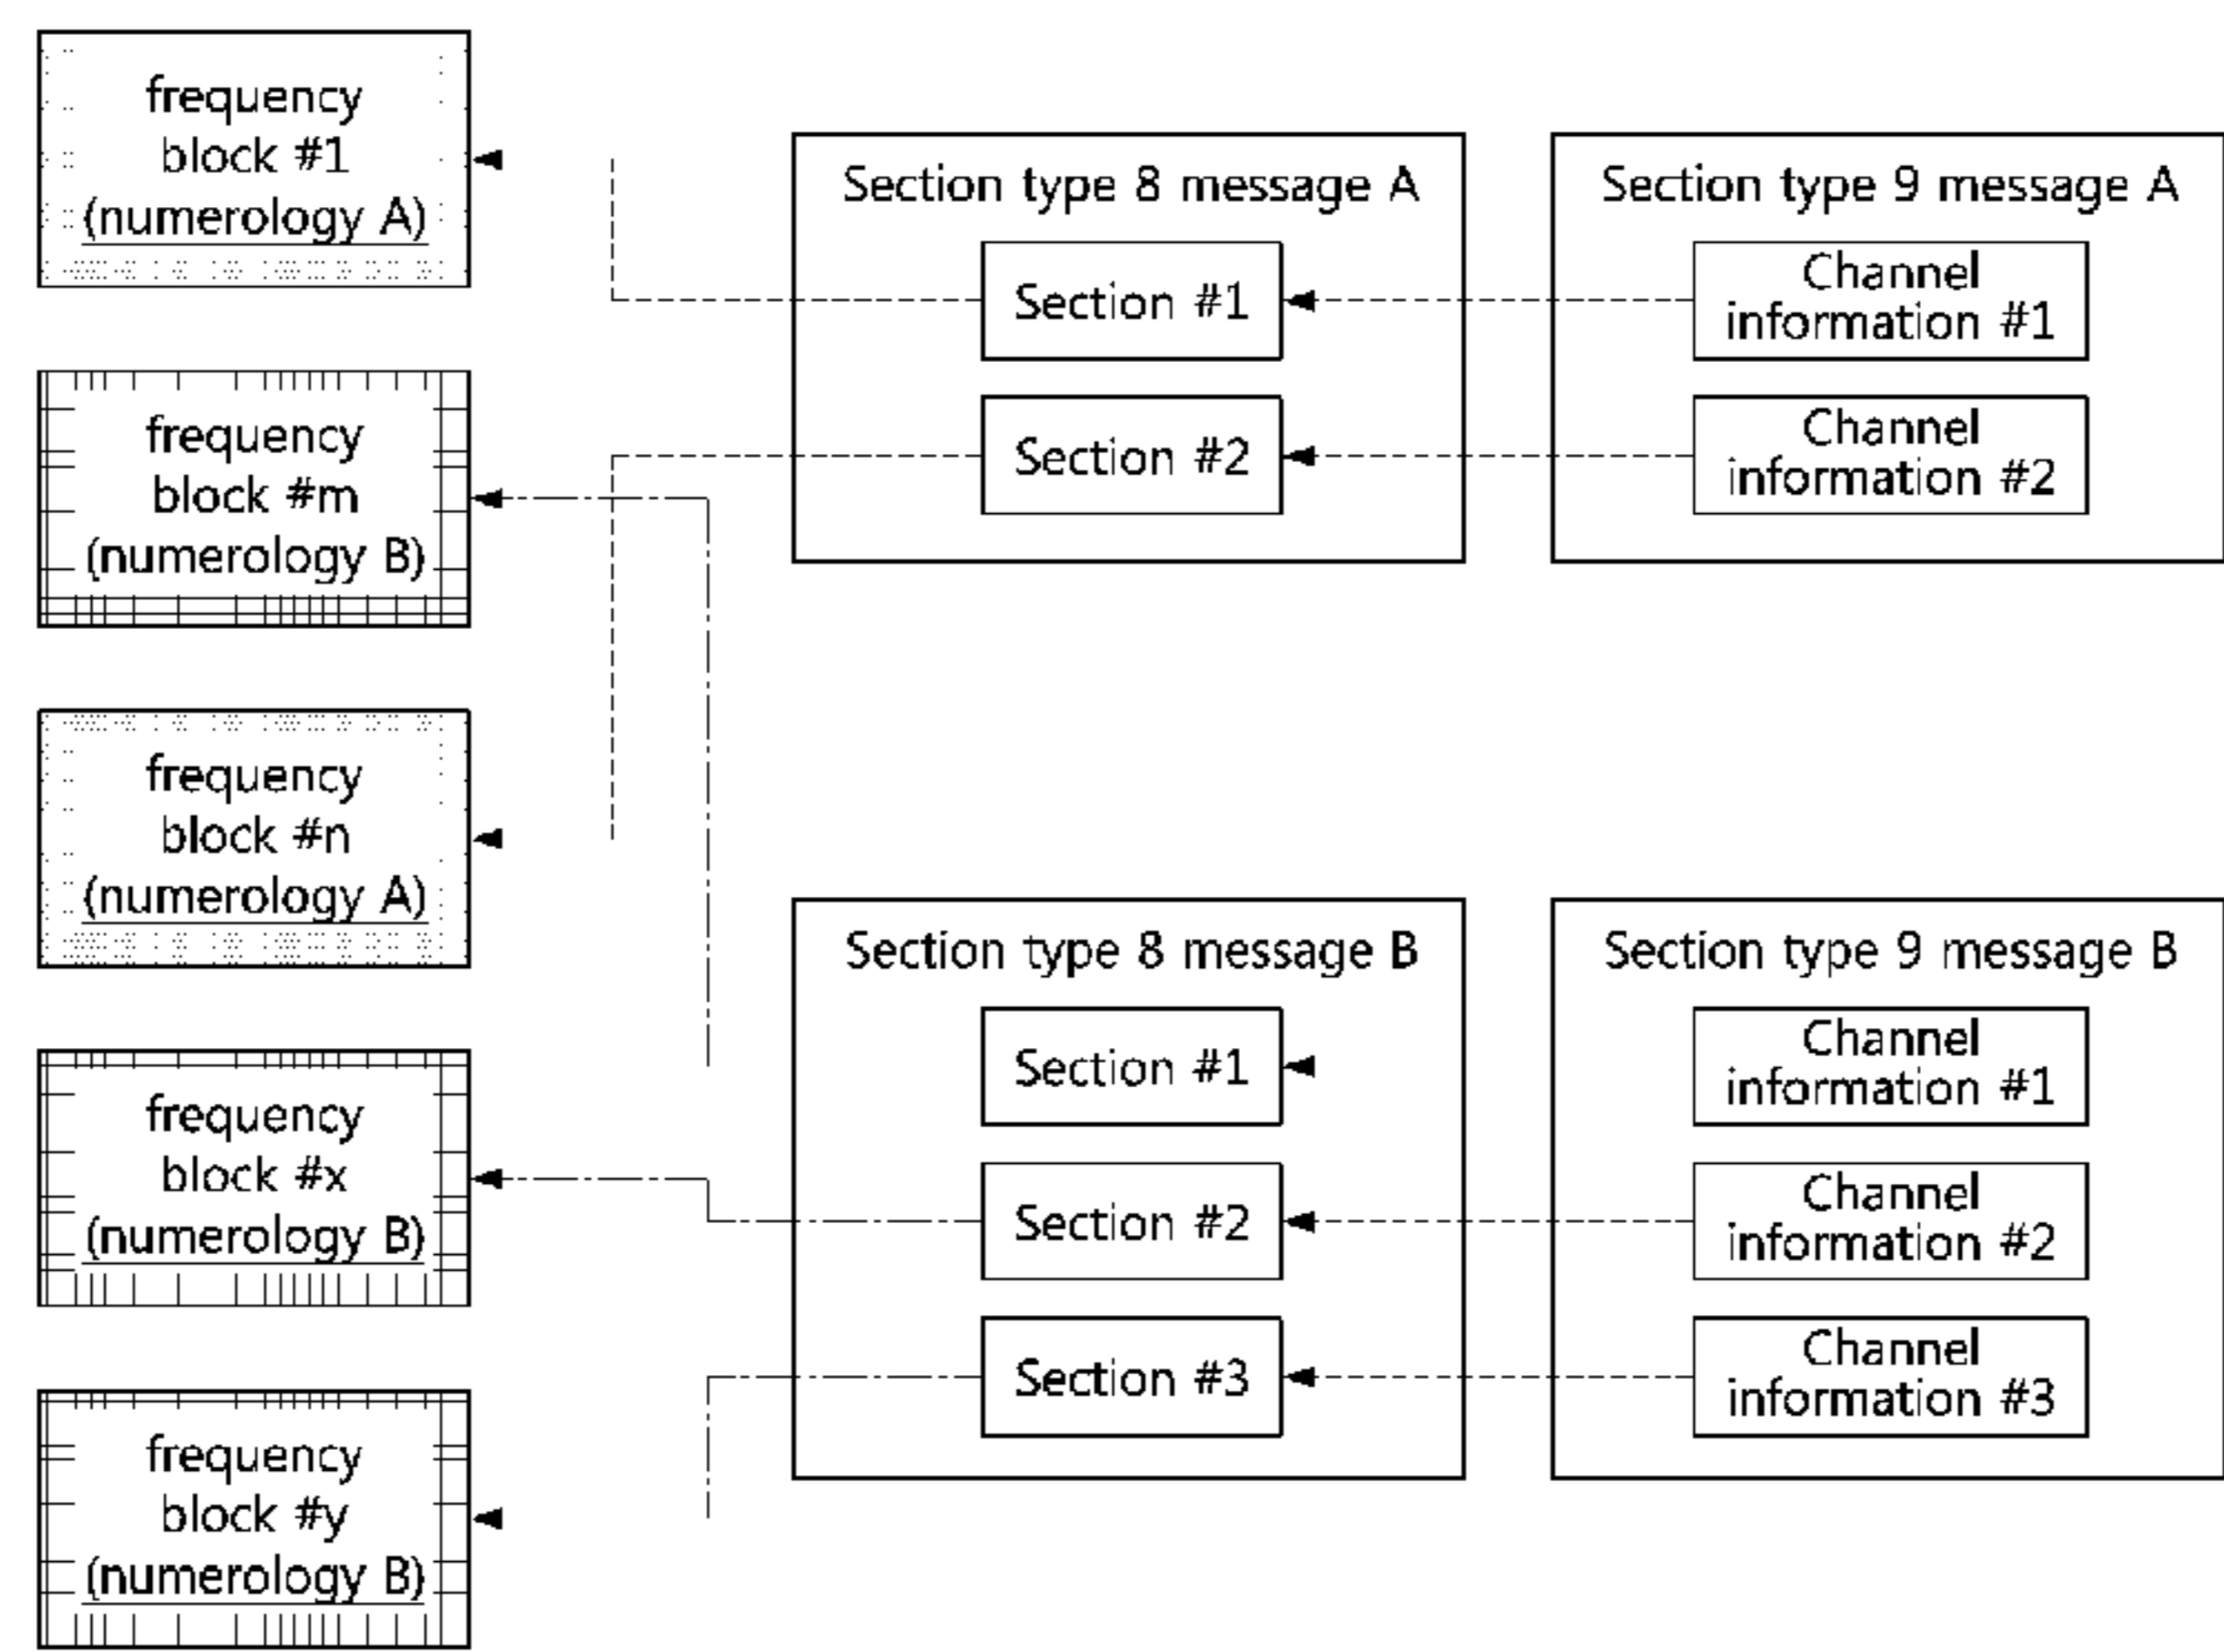 frequency
block #1
(numerology A)
frequency
block #m
(numerology B)
frequency
block #n
(numerology A)
frequency
block #x
(numerology B)
frequency
block #y
(numerology B)
Section type 8 message A
Section #1
Section #2
Section type 9 message A
Channel
information #1
Channel
information #2
Section type 8 message B
Section #1
Section #2
Section #3
Section type 9 message B
Channel
information #1
Channel
information #2
Channel
information #3